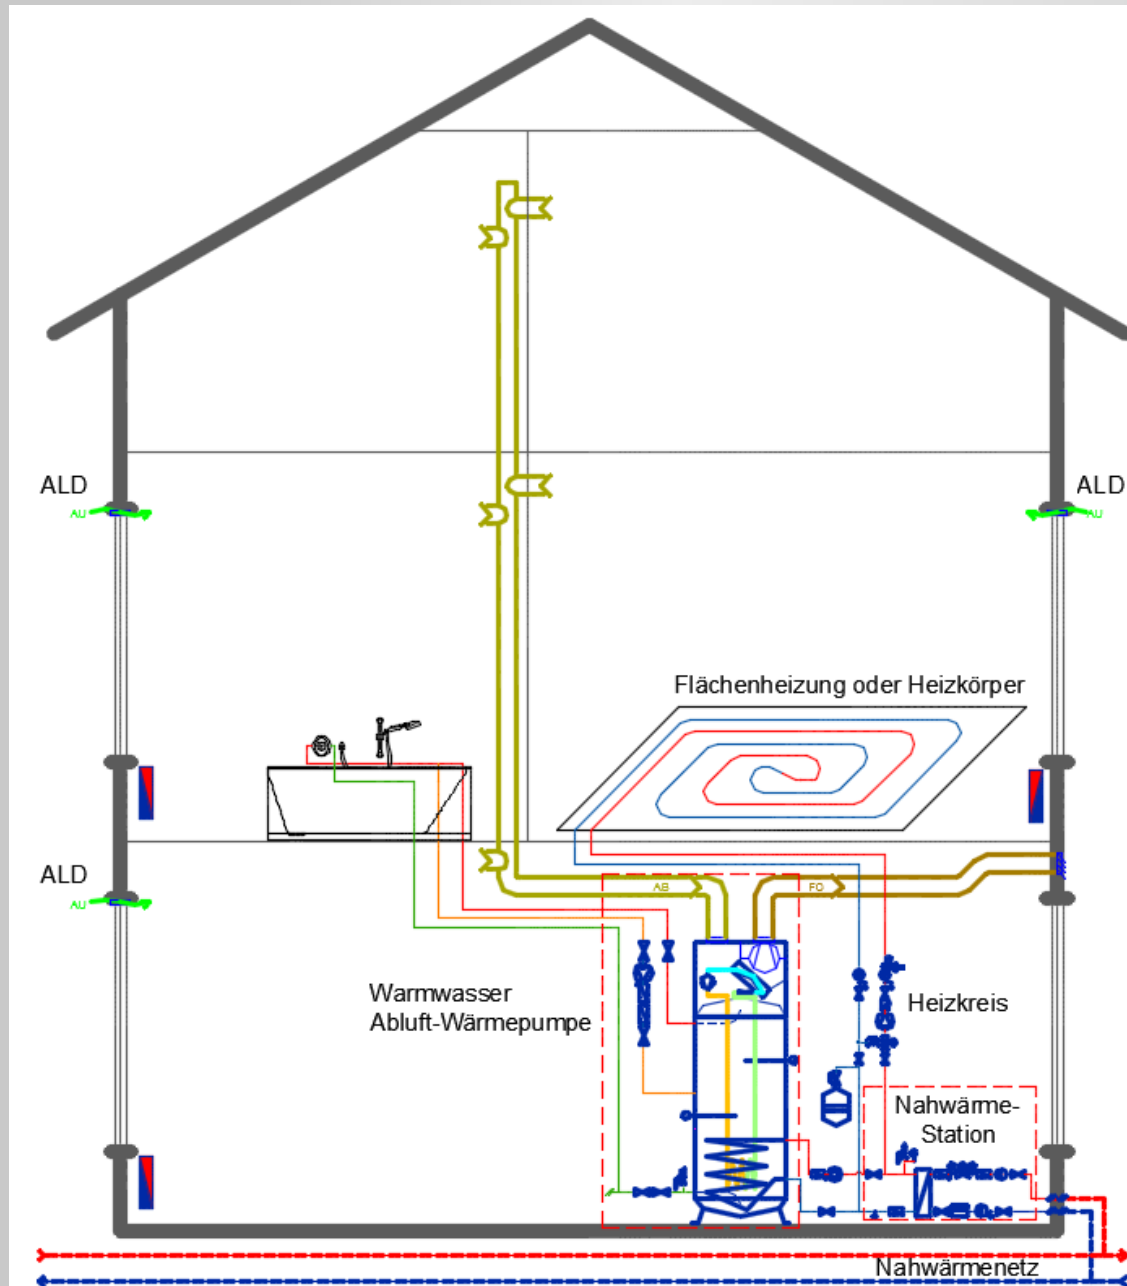 ALD
AU
ALD
AU
Flächenheizung oder Heizkörper
ALD
AU
AB
FO
Warmwasser
Abluft-Wärmepumpe
Heizkreis
Nahwärme-
Station
Nahwärmenetz